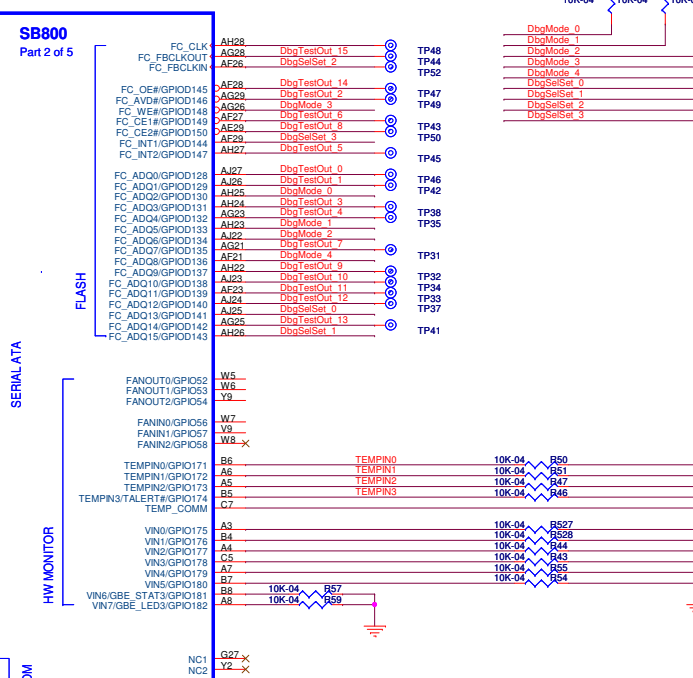 10K-04 10K-04
SB800
Part 2 of 5
DbgMode_0
DbgMode_1
DbgMode_2
DbgMode_3
DbgMode_4
DbgSelSet_0
DbgSelSet_1
DbgSelSet_2
DbgSelSet_3
FC_CLK AH28
FC_FBCLKOUT AG28 DbgTestOut_15 TP48
FC_FBCLKIN AF26 DbgSelSet_2 TP44
TP52
FC_OE#/GPIOD145 AF28 DbgTestOut_14
FC_AVD#/GPIOD146 AG29 DbgTestOut_2 TP47
FC_WE#/GPIOD148 AG26 DbgMode_3 TP49
FC_CE1#/GPIOD149 AF27 DbgTestOut_6
FC_CE2#/GPIOD150 AE29 DbgTestOut_8 TP43
FC_INT1/GPIOD144 AF29 DbgSelSet_3 TP50
FC_INT2/GPIOD147 AH27 DbgTestOut_5
TP45
FC_ADQ0/GPIOD128 AJ27 DbgTestOut_0
FC_ADQ1/GPIOD129 AJ26 DbgTestOut_1 TP46
FC_ADQ2/GPIOD130 AH25 DbgMode_0 TP42
FC_ADQ3/GPIOD131 AH24 DbgTestOut_3
FC_ADQ4/GPIOD132 AG23 DbgTestOut_4 TP38
FC_ADQ5/GPIOD133 AH23 DbgMode_1 TP35
FC_ADQ6/GPIOD134 AJ22 DbgMode_2
FC_ADQ7/GPIOD135 AG21 DbgTestOut_7
FC_ADQ8/GPIOD136 AF21 DbgMode_4 TP31
FC_ADQ9/GPIOD137 AH22 DbgTestOut_9
FC_ADQ10/GPIOD138 AJ23 DbgTestOut_10 TP32
FC_ADQ11/GPIOD139 AF23 DbgTestOut_11 TP34
FC_ADQ12/GPIOD140 AJ24 DbgTestOut_12 TP33
FC_ADQ13/GPIOD141 AJ25 DbgSelSet_0 TP37
FC_ADQ14/GPIOD142 AG25 DbgTestOut_13
FC_ADQ15/GPIOD143 AH26 DbgSelSet_1 TP41
FLASH
SERIAL ATA
FANOUT0/GPIO52 W5
FANOUT1/GPIO53 W6
FANOUT2/GPIO54 Y9
FANIN0/GPIO56 W7
FANIN1/GPIO57 V9
FANIN2/GPIO58 W8
TEMPIN0/GPIO171 B6 TEMPIN0 10K-04 R50
TEMPIN1/GPIO172 A6 TEMPIN1 10K-04 R51
TEMPIN2/GPIO173 A5 TEMPIN2 10K-04 R47
TEMPIN3/TALERT#/GPIO174 B5 TEMPIN3 10K-04 R46
TEMP_COMM C7
VIN0/GPIO175 A3 10K-04 R527
VIN1/GPIO176 B4 10K-04 R528
VIN2/GPIO177 A4 10K-04 R44
VIN3/GPIO178 C5 10K-04 R43
VIN4/GPIO179 A7 10K-04 R55
VIN5/GPIO180 B7 10K-04 R54
VIN6/GBE_STAT3/GPIO181 B8 10K-04 R57
VIN7/GBE_LED3/GPIO182 A8 10K-04 R59
HW MONITOR
NC1 G27
NC2 Y2